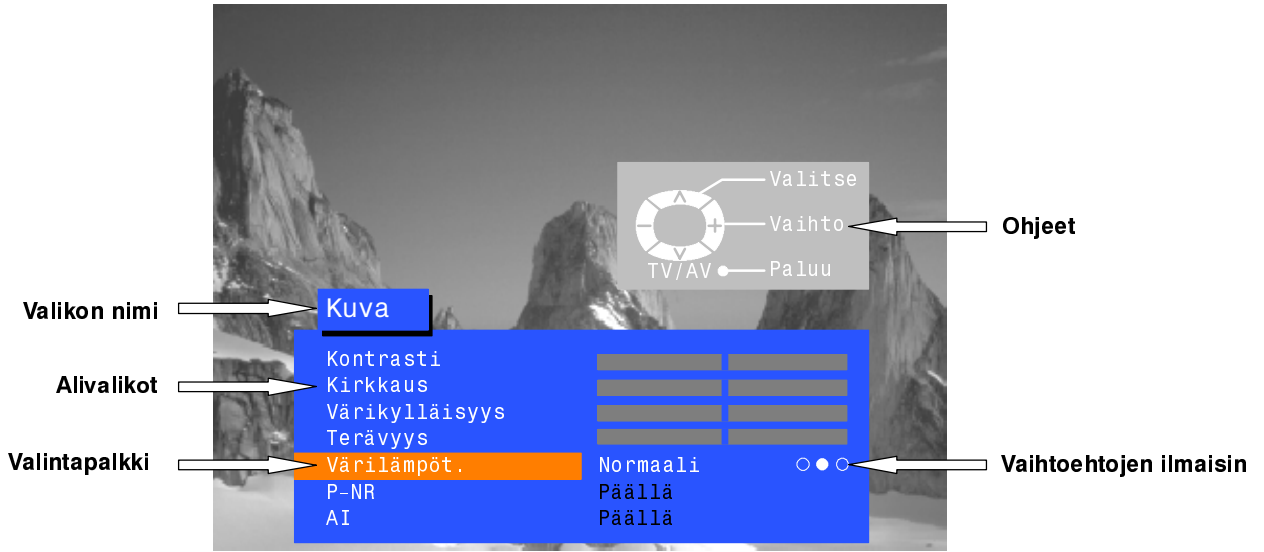 Valitse
Vaihto
Ohjeet
TV/AV
Paluu
Valikon nimi
Kuva
Kontrasti
Alivalikot
Kirkkaus
Värikylläisyys
Terävyys
Valintapalkki
Värilämpöt.
Normaali
Vaihtoehtojen ilmaisin
P-NR
Päällä
AI
Päällä